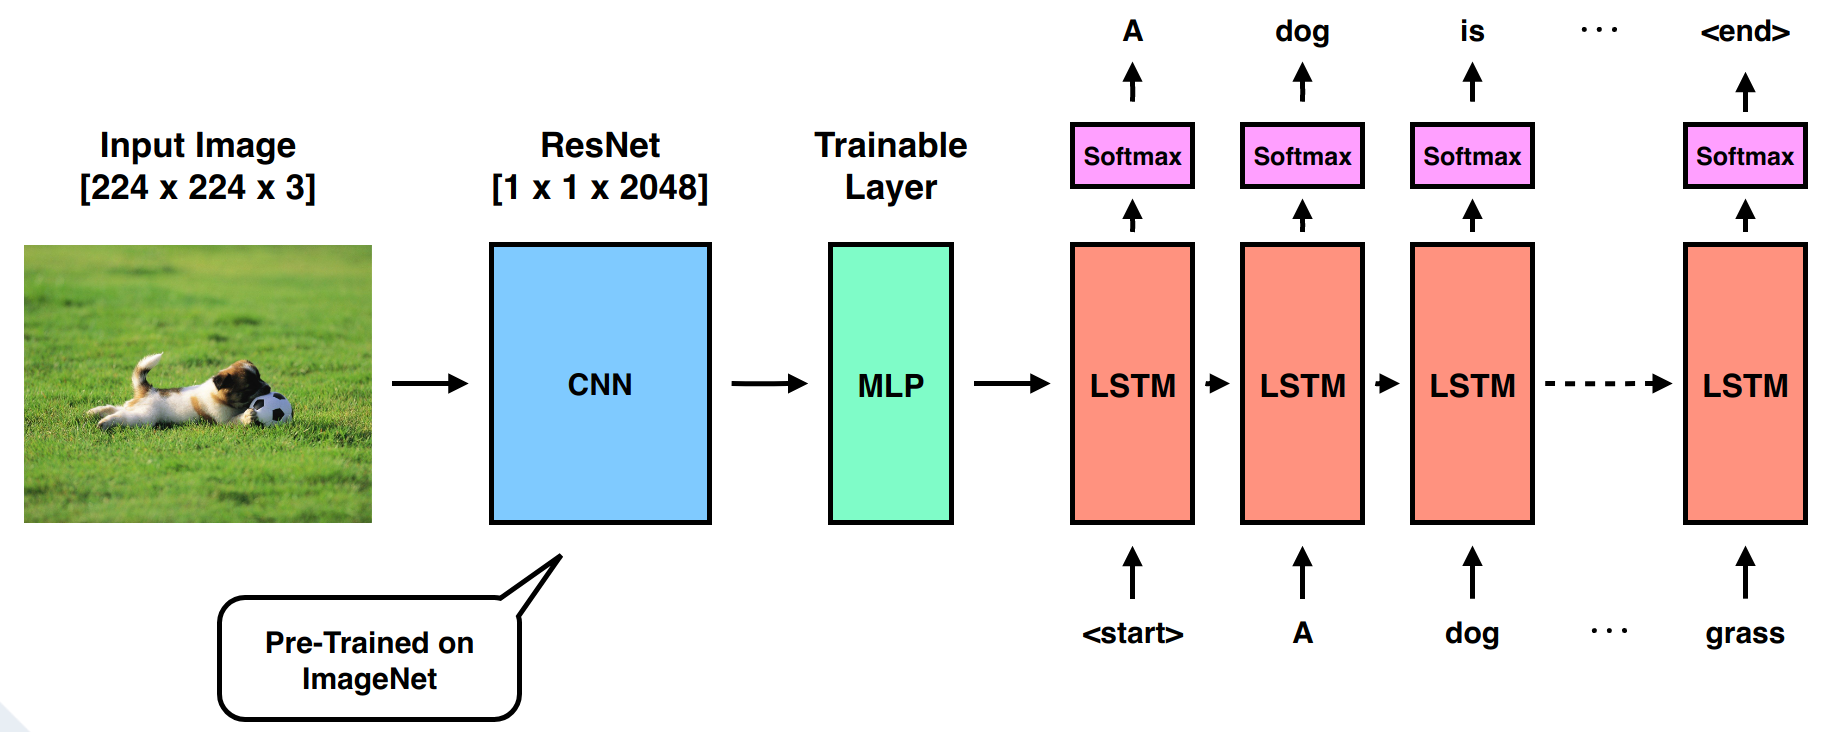 A dog is ... <end>
Input Image
[224 x 224 x 3]
ResNet
[1 x 1 x 2048]
Trainable
Layer
Softmax Softmax Softmax Softmax
CNN
MLP
LSTM LSTM LSTM LSTM
<start> A dog ... grass
Pre-Trained on
ImageNet